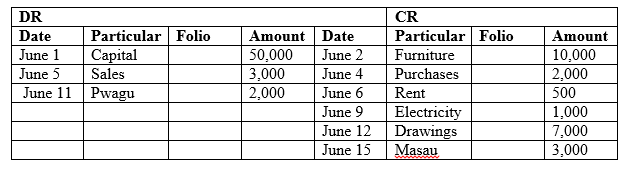 DR CR
Date Particular Folio Amount Date Particular Folio Amount
June 1 Capital 50,000 June 2 Furniture 10,000
June 5 Sales 3,000 June 4 Purchases 2,000
June 11 Pwagu 2,000 June 6 Rent 500
June 9 Electricity 1,000
June 12 Drawings 7,000
June 15 Masau 3,000